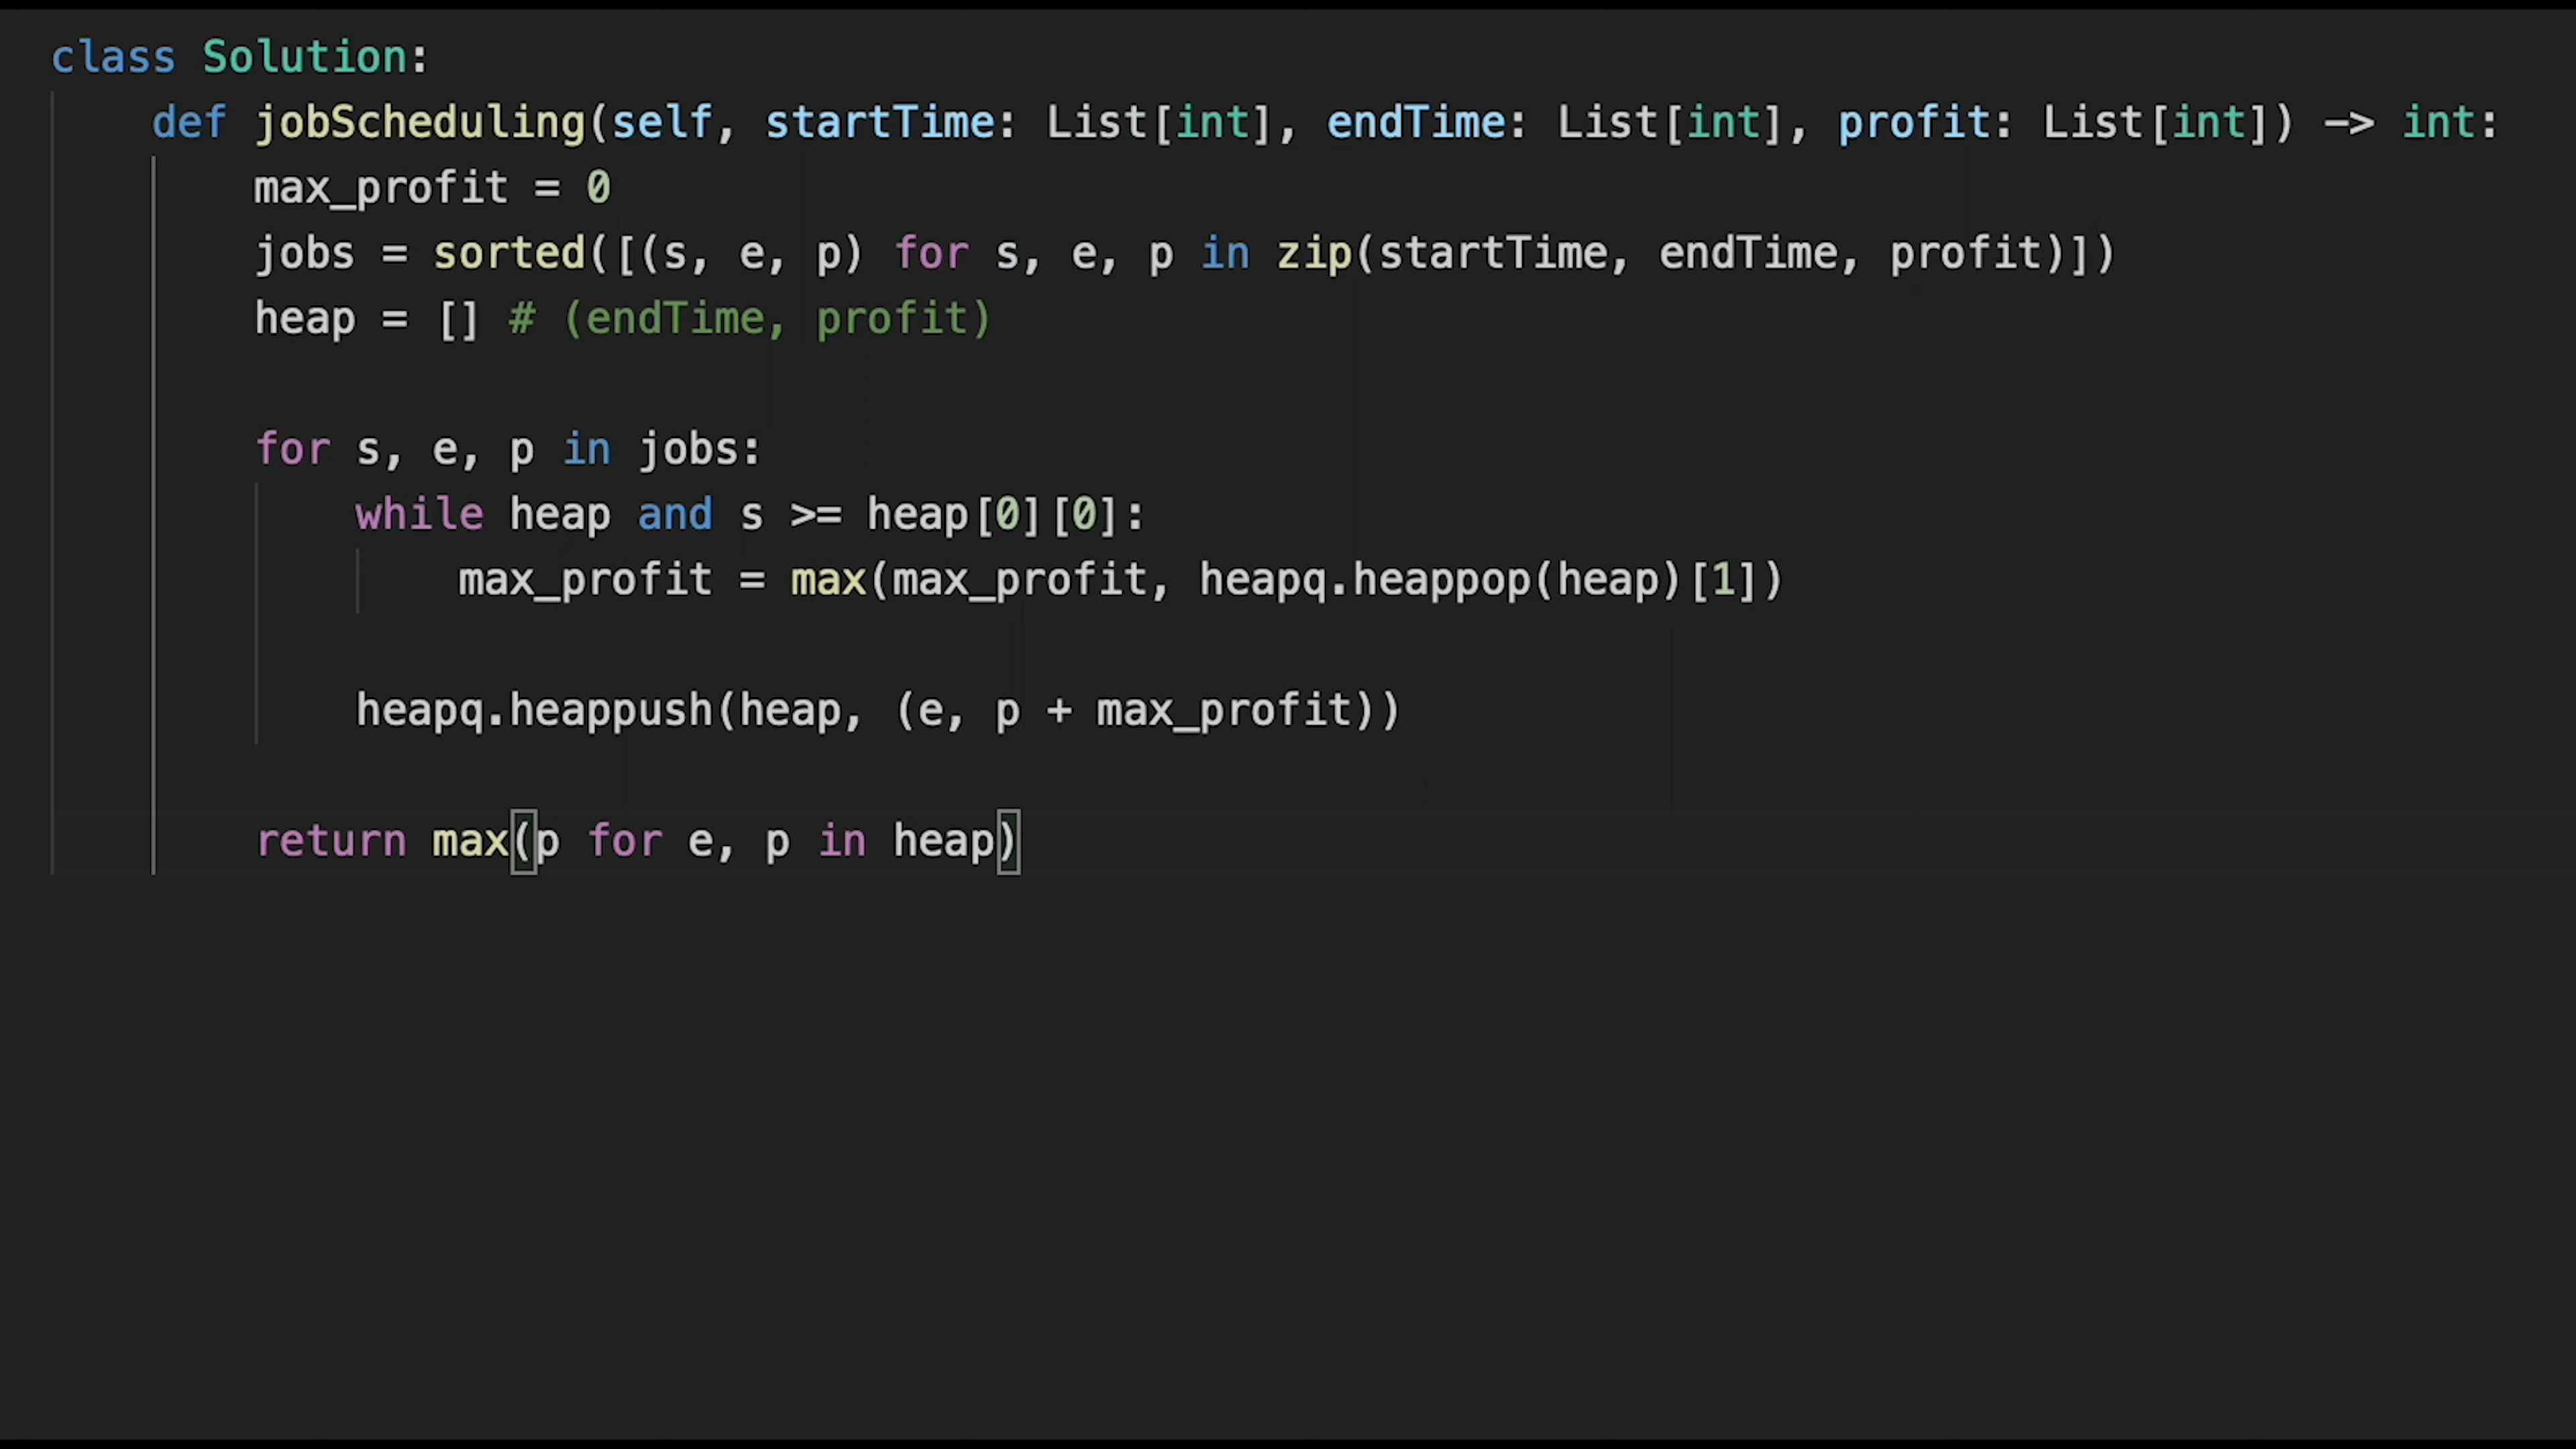 class Solution:
    def jobScheduling(self, startTime: List[int], endTime: List[int], profit: List[int]) -> int:
        max_profit = 0
        jobs = sorted([(s, e, p) for s, e, p in zip(startTime, endTime, profit)])
        heap = [] # (endTime, profit)

        for s, e, p in jobs:
            while heap and s >= heap[0][0]:
                max_profit = max(max_profit, heapq.heappop(heap)[1])

            heapq.heappush(heap, (e, p + max_profit))

        return max(p for e, p in heap)